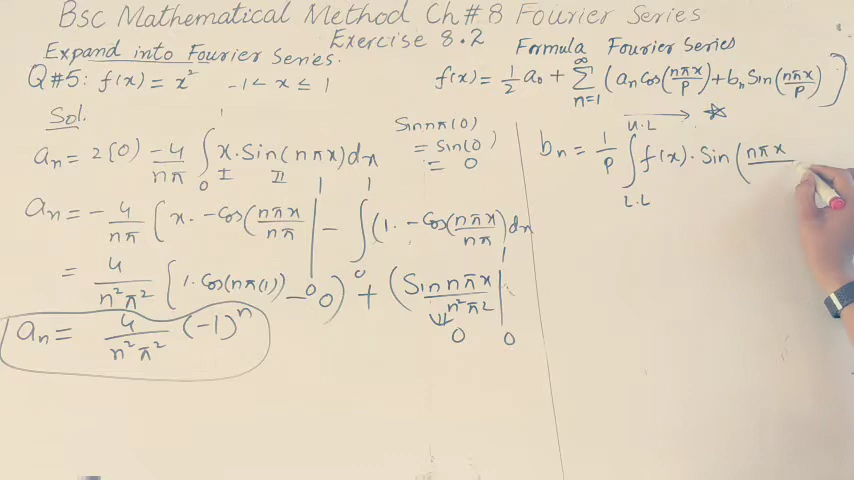 Bsc Mathematical Method Ch#8 Fourier Series
Exercise 8.2
Expand into Fourier Series.
Q#5: f(x) = x² -1 < x ≤ 1
Formula Fourier Series
f(x) = 1/2 a₀ + ∑_{n=1}^{∞} (aₙ Cos(nπx/P) + bₙ Sin(nπx/P))
Sol.
aₙ = 2(0) - 4/nπ ∫₀¹ x · Sin(nπx)dx
I II
Sin nπ(0)
= Sin(0)
= 0
aₙ = - 4/nπ [x · -Cos(nπx)/nπ |¹ - ∫₀¹ (1 · -Cos(nπx)/nπ) dx
= 4/n²π² [1 · Cos(nπ(1)) - 0) + (Sin nπx/n²π² |₀¹
0
aₙ = 4/n²π² (-1)ⁿ
bₙ = 1/P ∫_{L.L}^{U.L} f(x) · Sin(nπx